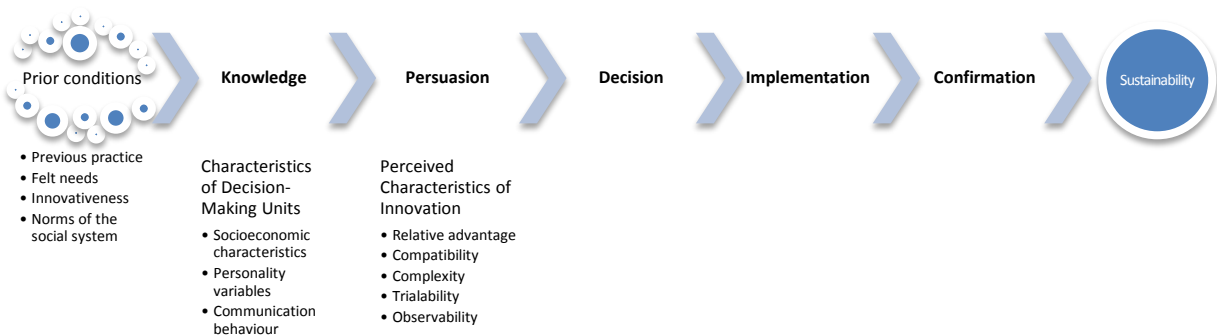 Prior conditions
Knowledge
Persuasion
Decision
Implementation
Confirmation
Sustainability
• Previous practice
• Felt needs
• Innovativeness
• Norms of the
social system
Characteristics
of Decision-
Making Units
• Socioeconomic
characteristics
• Personality
variables
• Communication
behaviour
Perceived
Characteristics of
Innovation
• Relative advantage
• Compatibility
• Complexity
• Trialability
• Observability